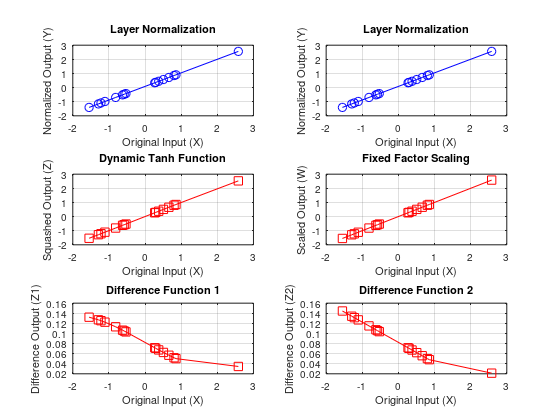 Layer Normalization
Normalized Output (Y)
3
2
1
0
-1
-2
-2 -1 0 1 2 3
Original Input (X)
Layer Normalization
Normalized Output (Y)
3
2
1
0
-1
-2
-2 -1 0 1 2 3
Original Input (X)
Dynamic Tanh Function
Squashed Output (Z)
3
2
1
0
-1
-2
-2 -1 0 1 2 3
Original Input (X)
Fixed Factor Scaling
Scaled Output (W)
3
2
1
0
-1
-2
-2 -1 0 1 2 3
Original Input (X)
Difference Function 1
Difference Output (Z1)
0.16
0.14
0.12
0.1
0.08
0.06
0.04
0.02
-2 -1 0 1 2 3
Original Input (X)
Difference Function 2
Difference Output (Z2)
0.16
0.14
0.12
0.1
0.08
0.06
0.04
0.02
-2 -1 0 1 2 3
Original Input (X)